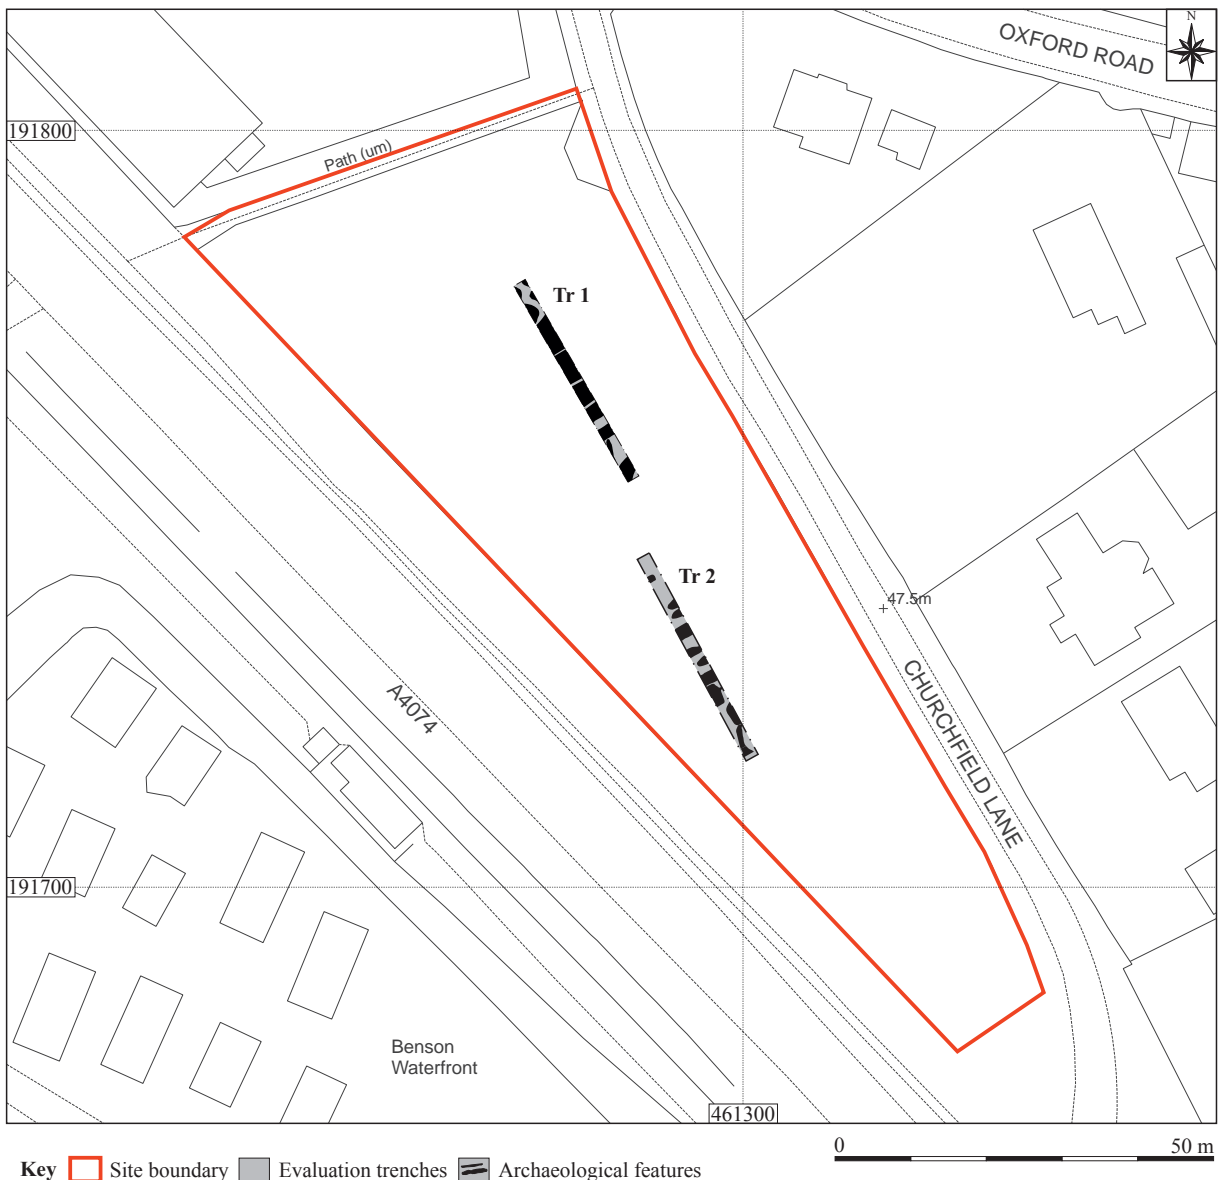 N
OXFORD ROAD
191800
Path (um)
Tr 1
Tr 2
47.5m
CHURCHFIELD LANE
A4074
191700
Benson
Waterfront
461300
0 50 m
Key Site boundary Evaluation trenches Archaeological features